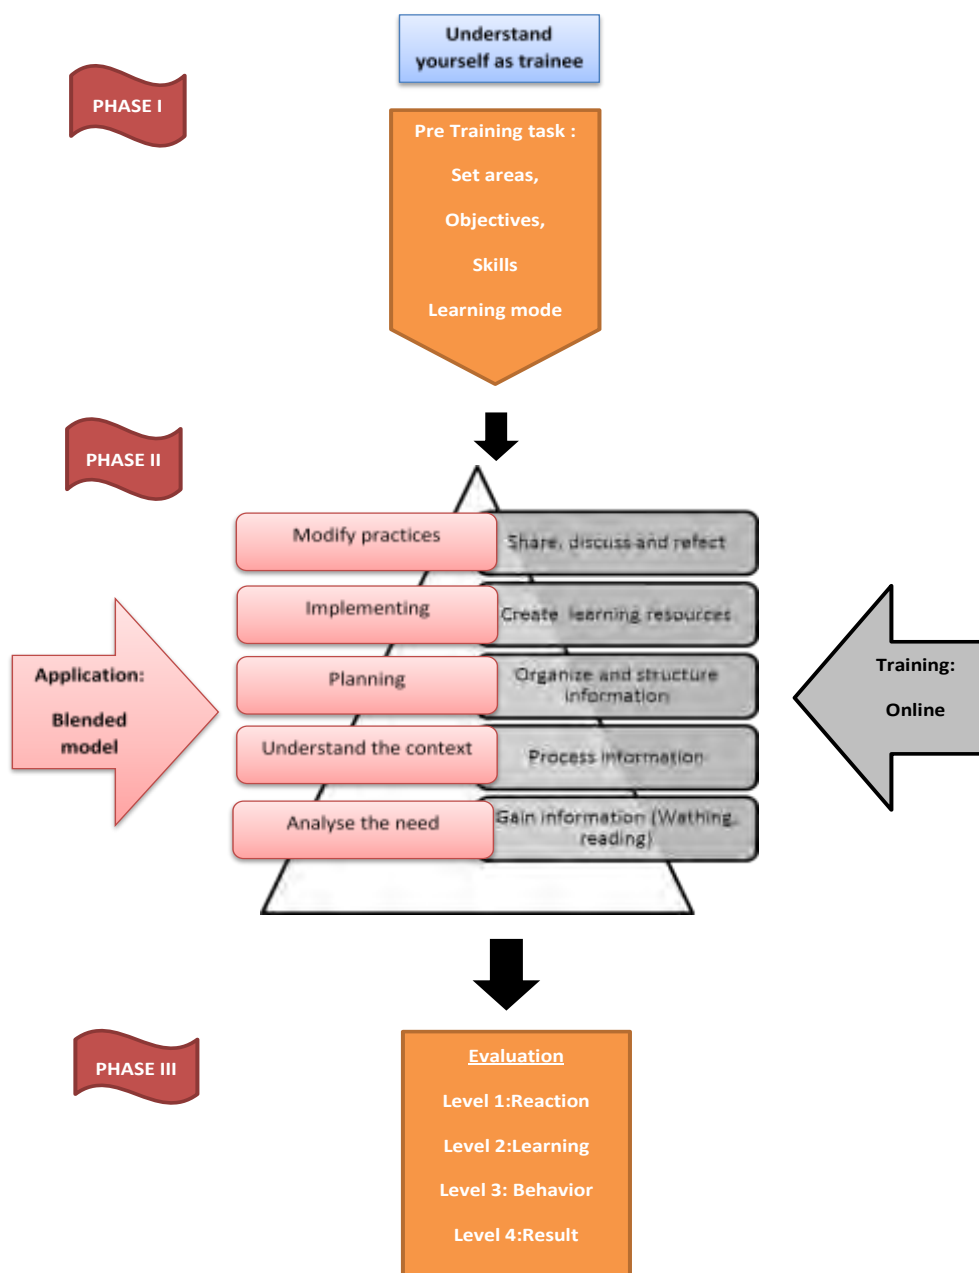 Understand
yourself as trainee
PHASE I
Pre Training task :
Set areas,
Objectives,
Skills
Learning mode
PHASE II
Modify practices
Share, discuss and refect
Implementing
Create learning resources
Planning
Organize and structure
information
Understand the context
Process information
Analyse the need
Gain information (Wathing,
reading)
Application:
Blended
model
Training:
Online
PHASE III
Evaluation
Level 1:Reaction
Level 2:Learning
Level 3: Behavior
Level 4:Result